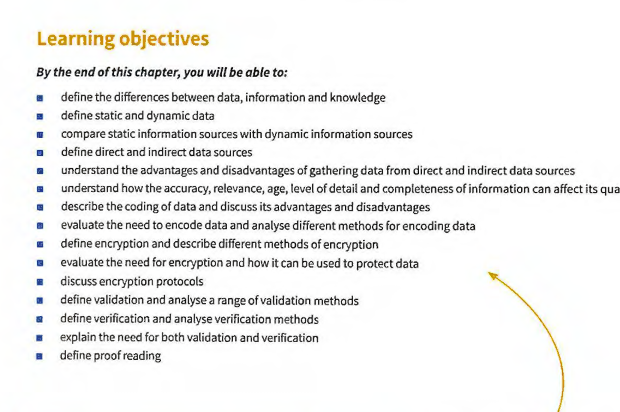 Learning objectives
By the end of this chapter, you will be able to:
define the differences between data, information and knowledge
define static and dynamic data
compare static information sources with dynamic information sources
define direct and indirect data sources
understand the advantages and disadvantages of gathering data from direct and indirect data sources
understand how the accuracy, relevance, age, level of detail and completeness of information can affect its qua
describe the coding of data and discuss its advantages and disadvantages
evaluate the need to encode data and analyse different methods for encoding data
define encryption and describe different methods of encryption
evaluate the need for encryption and how it can be used to protect data
discuss encryption protocols
define validation and analyse a range of validation methods
define verification and analyse verification methods
explain the need for both validation and verification
define proof reading